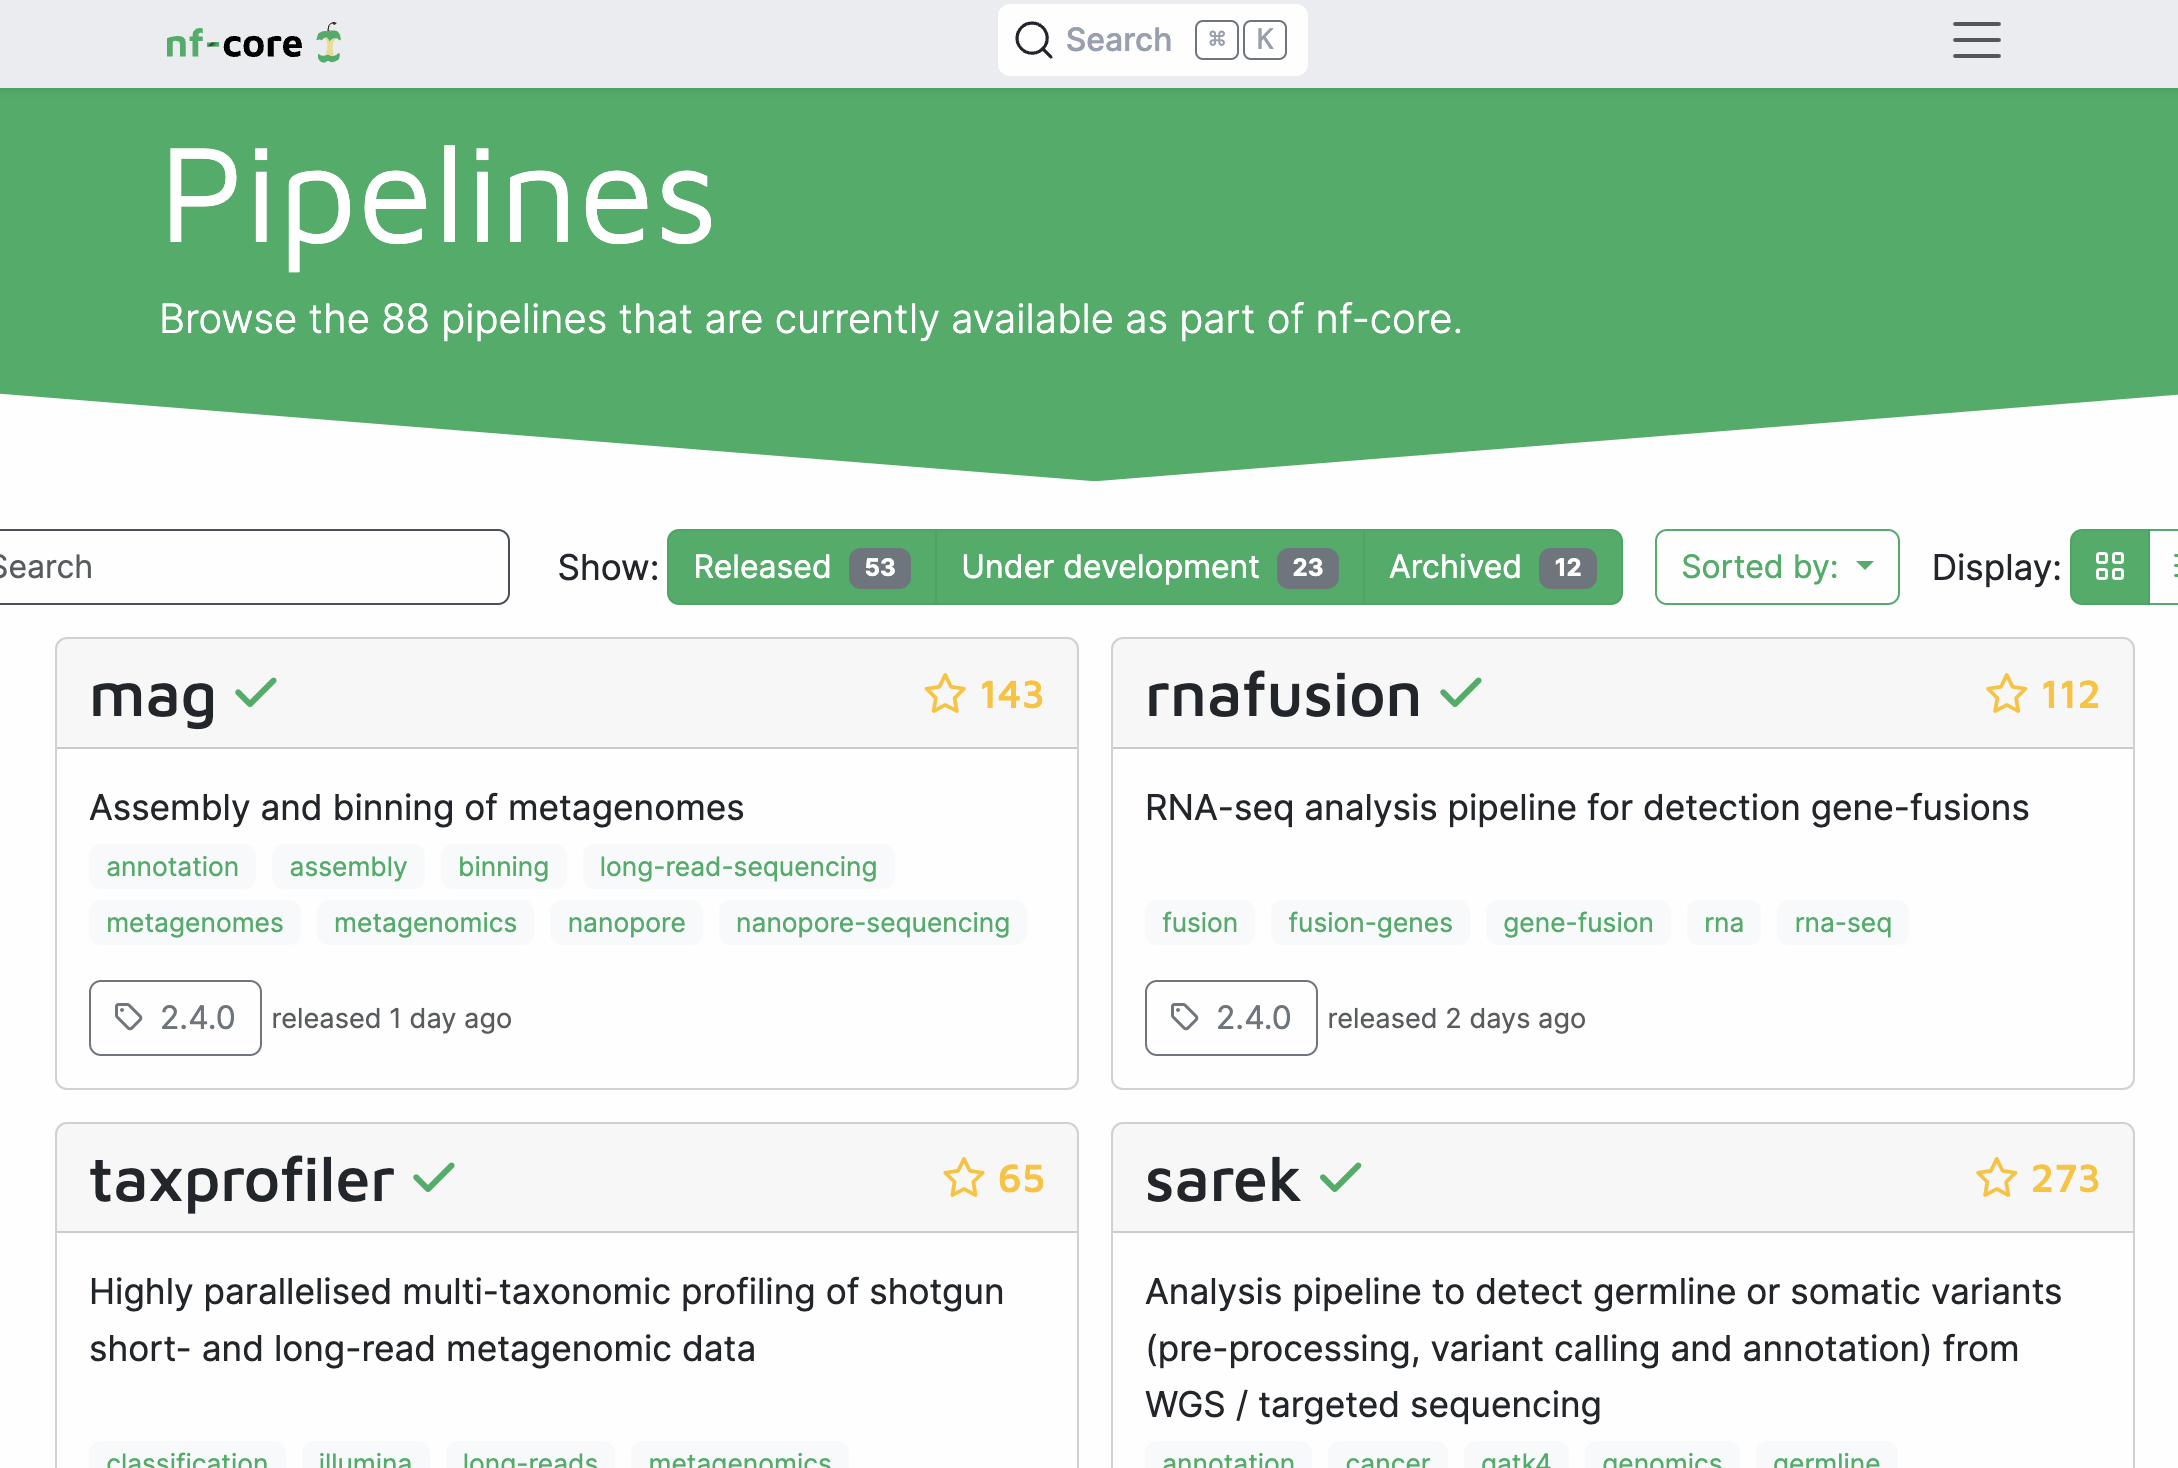 nf-core
Search ⌘ K
Pipelines
Browse the 88 pipelines that are currently available as part of nf-core.
Search
Show: Released 53 Under development 23 Archived 12 Sorted by: Display:
mag 143
Assembly and binning of metagenomes
annotation assembly binning long-read-sequencing
metagenomes metagenomics nanopore nanopore-sequencing
2.4.0 released 1 day ago
rnafusion 112
RNA-seq analysis pipeline for detection gene-fusions
fusion fusion-genes gene-fusion rna rna-seq
2.4.0 released 2 days ago
taxprofiler 65
Highly parallelised multi-taxonomic profiling of shotgun
short- and long-read metagenomic data
classification illumina long-reads metagenomics
sarek 273
Analysis pipeline to detect germline or somatic variants
(pre-processing, variant calling and annotation) from
WGS / targeted sequencing
annotation cancer gatk4 genomics germline